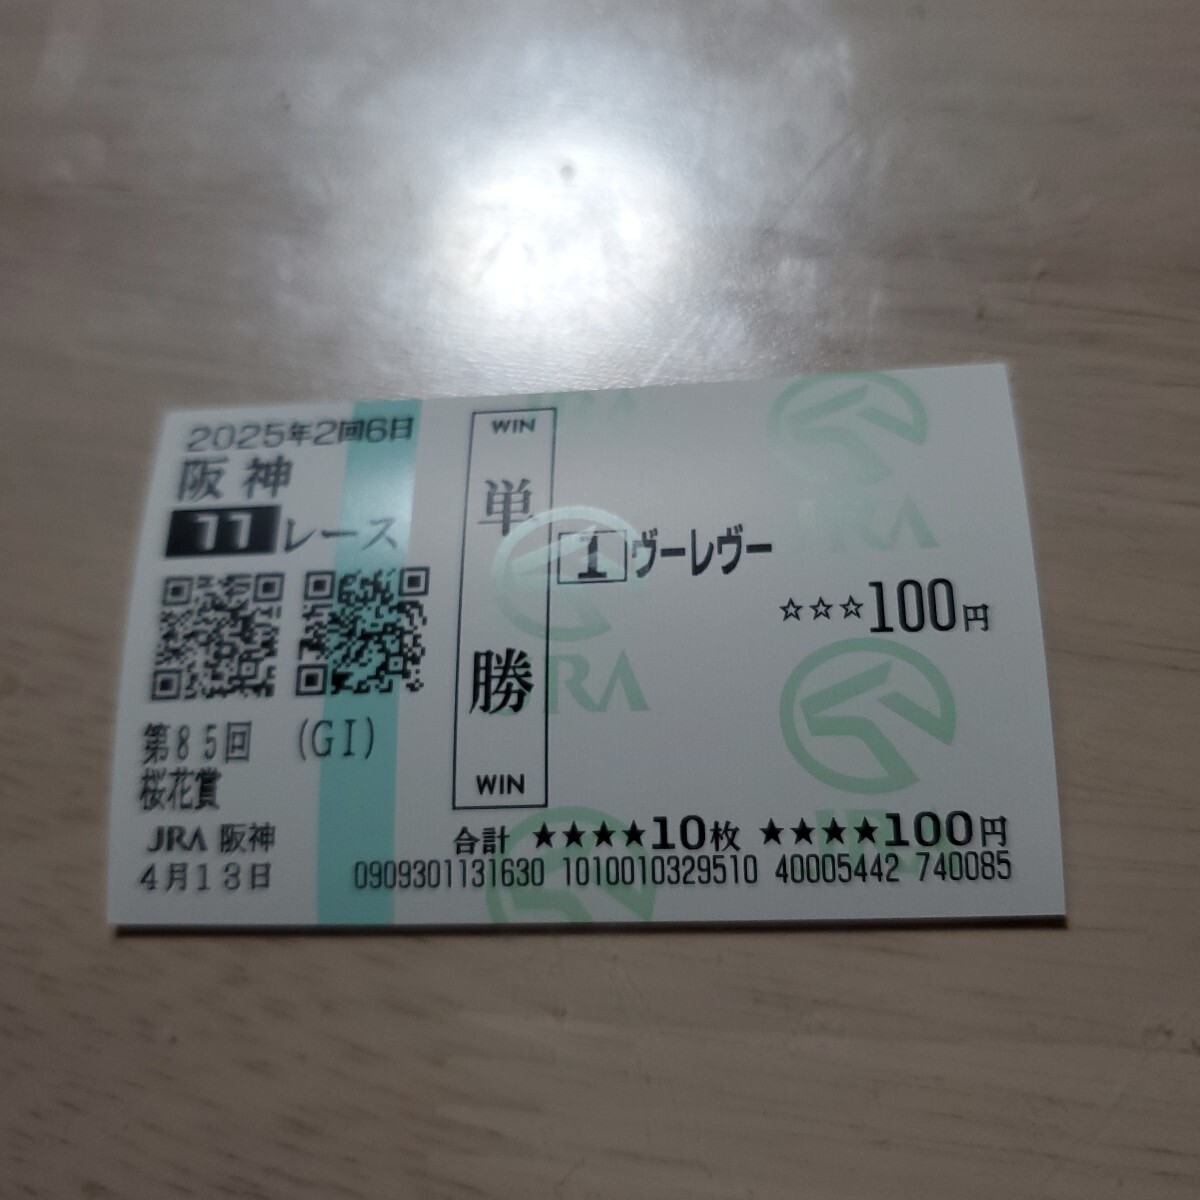 2025年2回6日
阪神
11レース
第85回 (GI)
桜花賞
JRA 阪神
4月13日
WIN
単
勝
WIN
1 ヴーレヴー
☆☆☆100円
合計 ★★★★10枚 ★★★★100円
0909301131630 1010010329510 40005442 740085
JRA
JRA
JRA